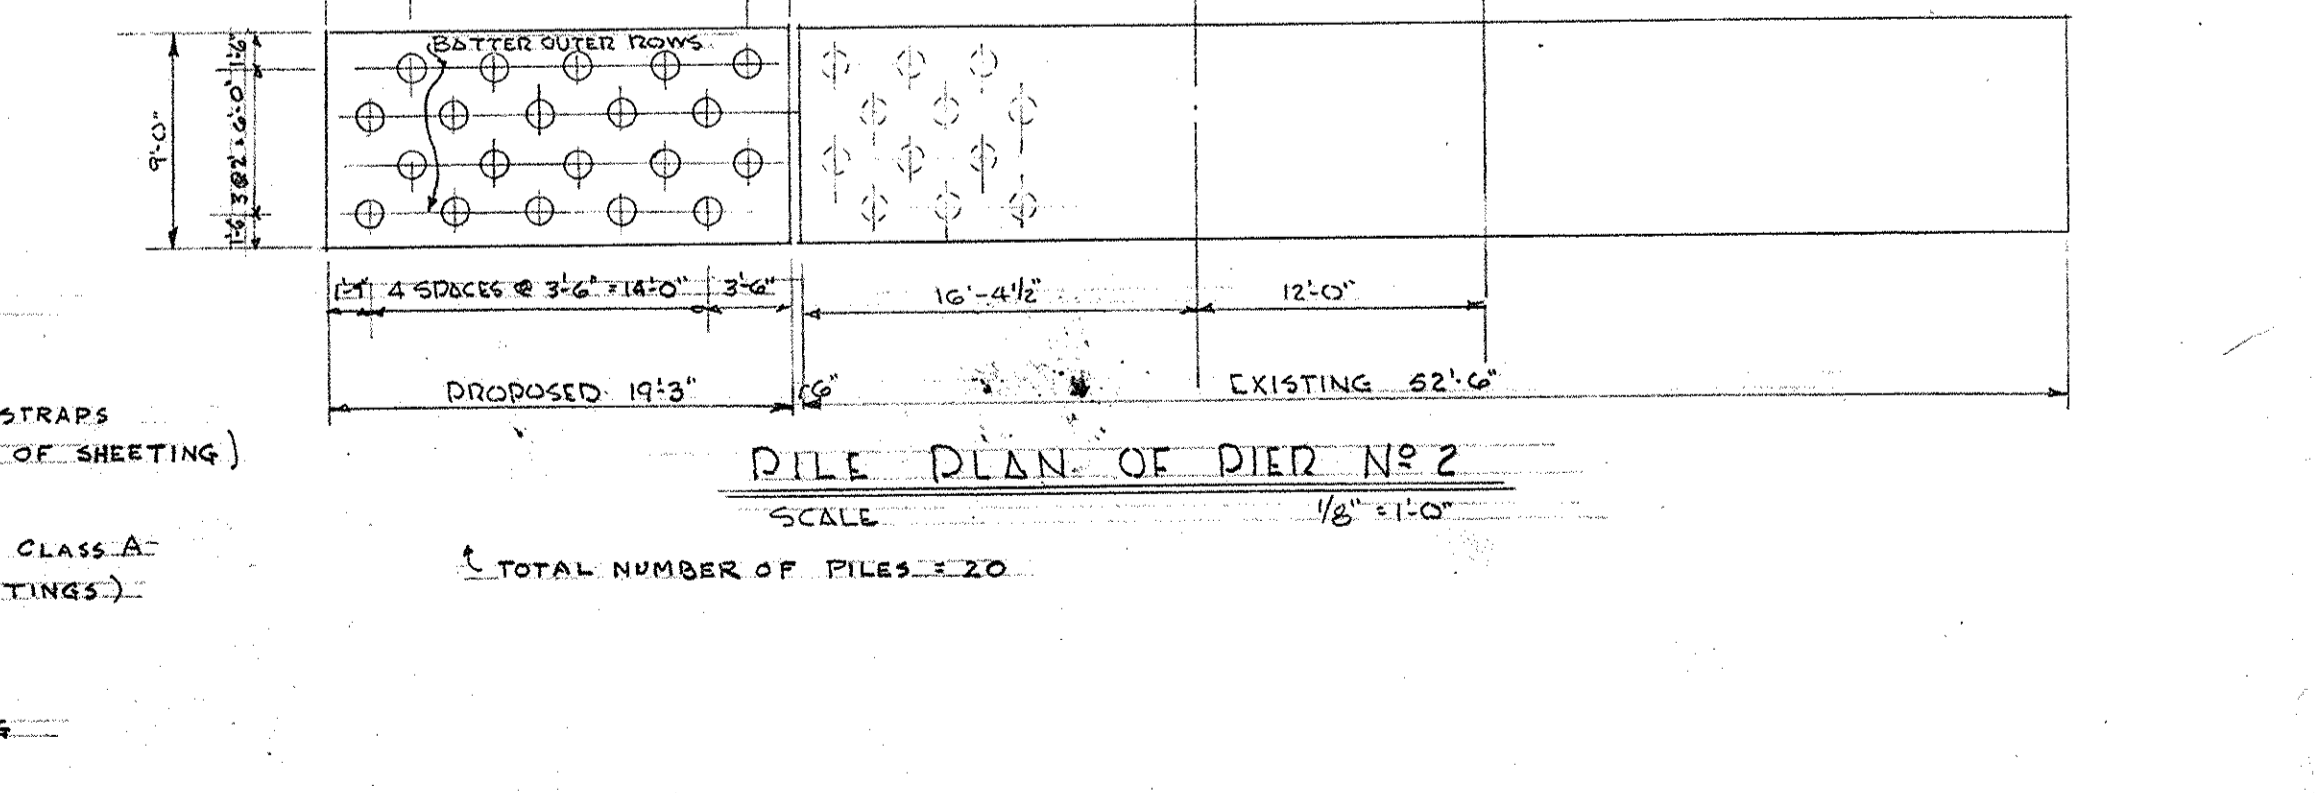 BATTER OUTER ROWS
1'-6"
3@2'=6'-0"
1'-6
9'-0"
4 SPACES @ 3'-6" = 14'-0"
3'-6"
16'-4 1/2"
12'-0"
PROPOSED 19'-3"
6"
EXISTING 52'-6"
STRAPS
OF SHEETING)
PILE PLAN OF PIER Nº 2
SCALE 1/8" = 1'-0"
CLASS A
TOTAL NUMBER OF PILES = 20
TINGS)